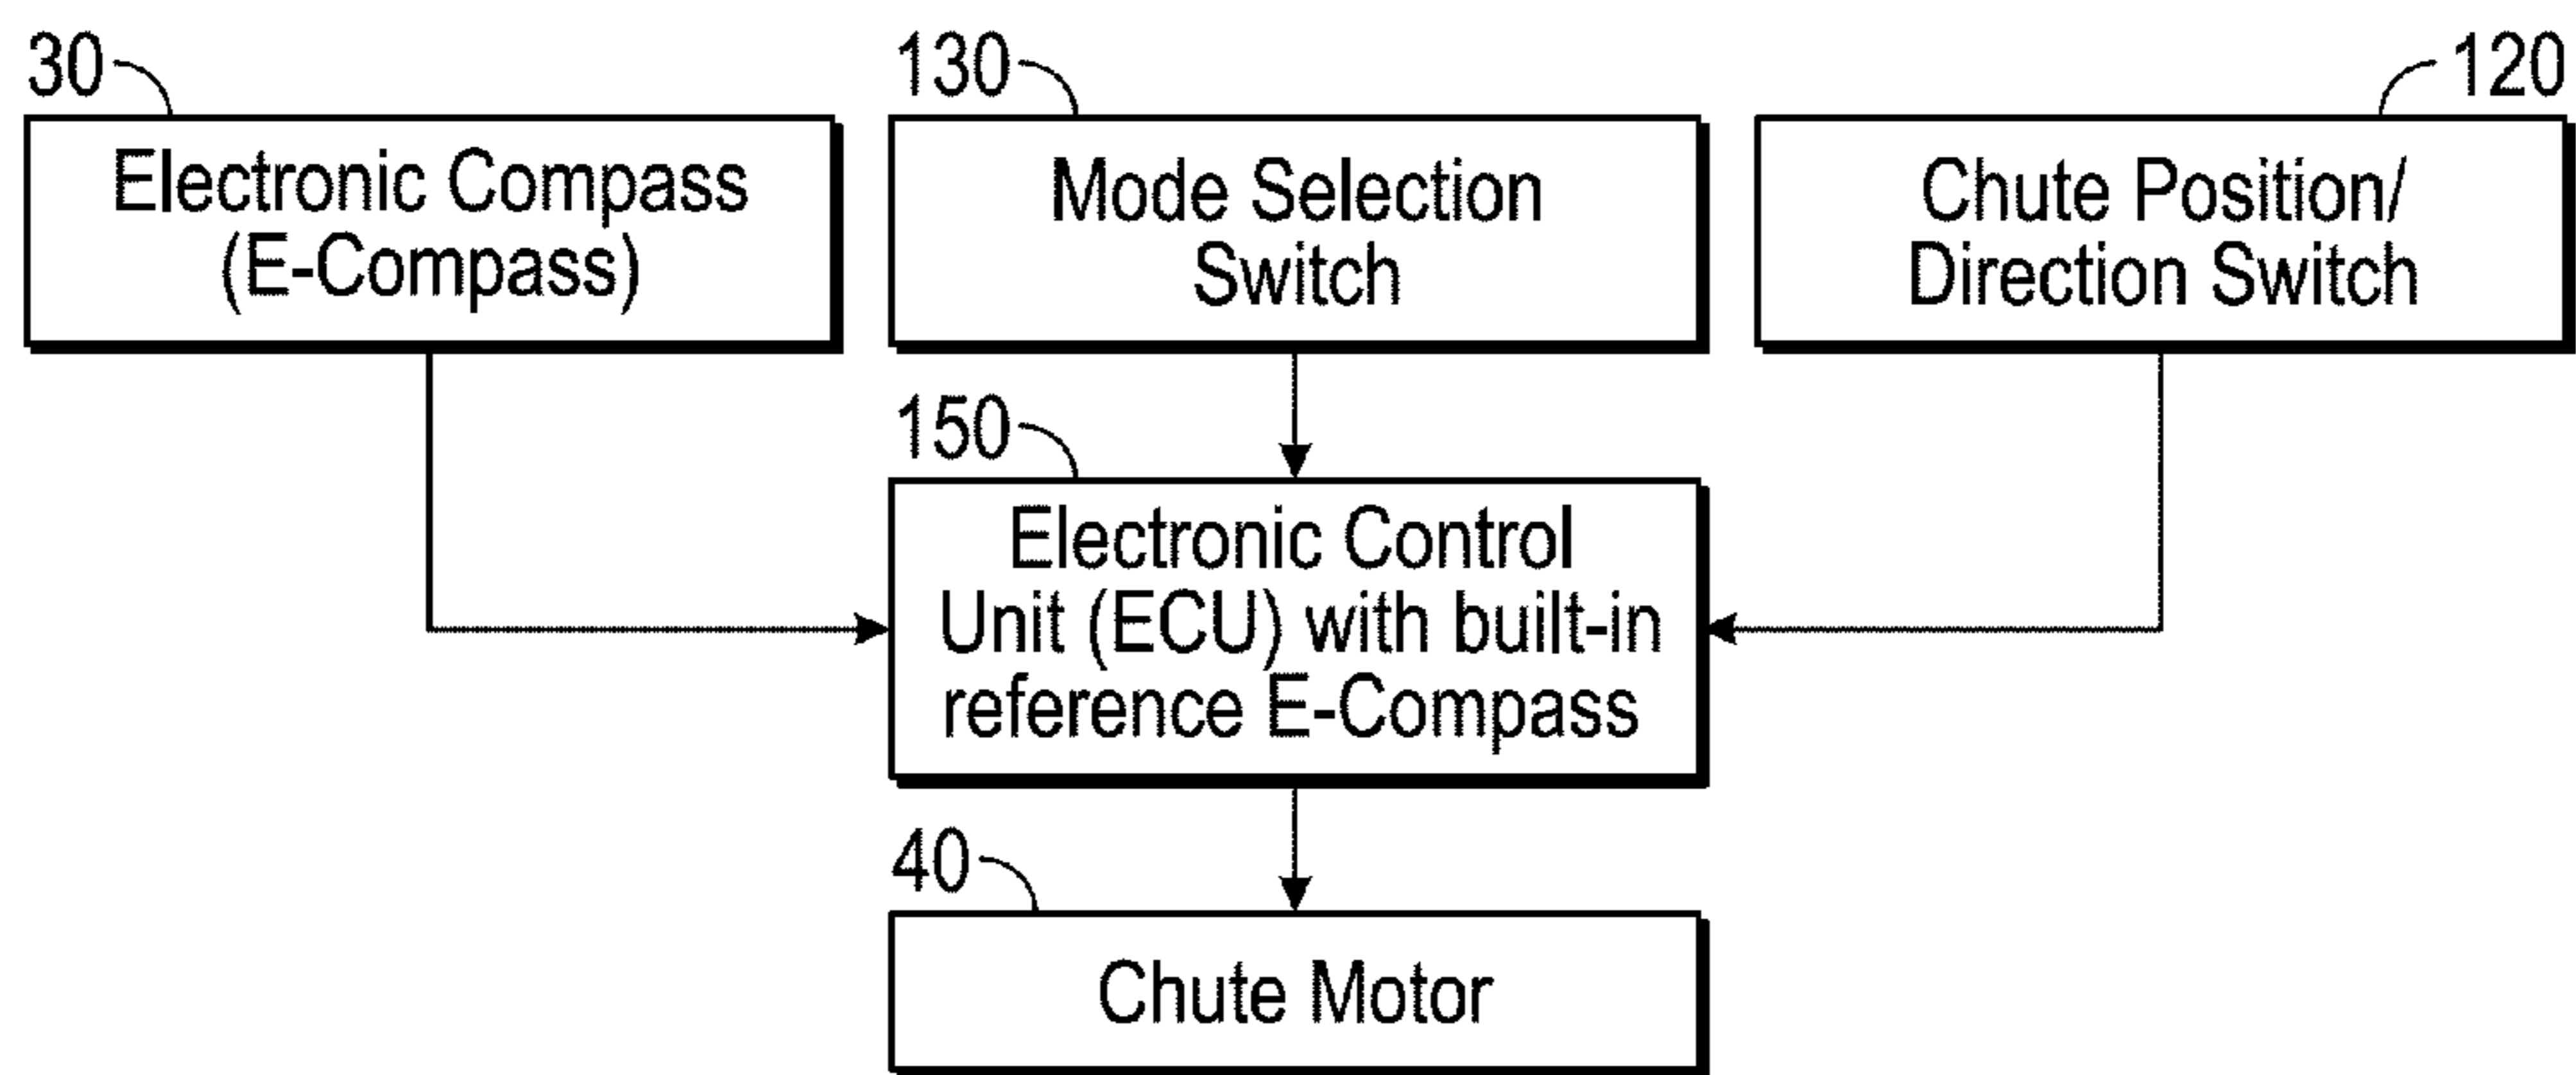 30
Electronic Compass
(E-Compass)
130
Mode Selection
Switch
120
Chute Position/
Direction Switch
150
Electronic Control
Unit (ECU) with built-in
reference E-Compass
40
Chute Motor